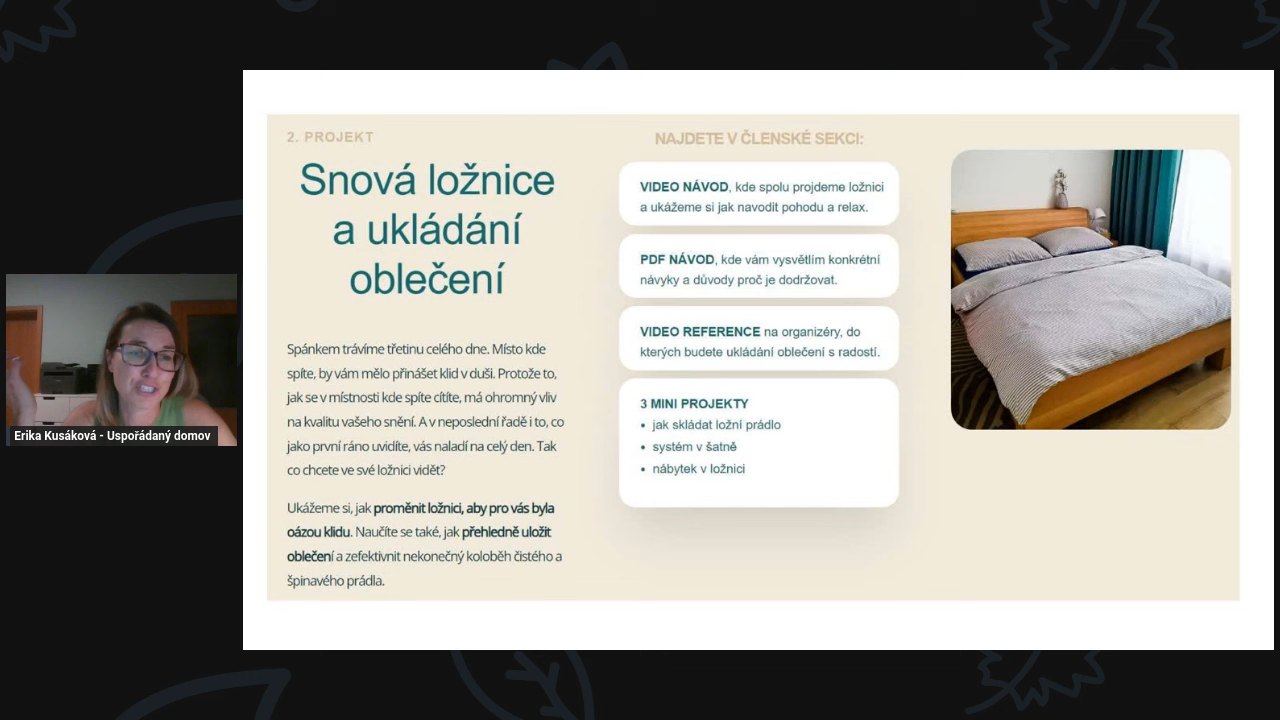 2. PROJEKT
Snová ložnice
a ukládání
oblečení
Spánkem trávíme třetinu celého dne. Místo kde
spíte, by vám mělo přinášet klid v duši. Protože to,
jak se v místnosti kde spíte cítíte, má ohromný vliv
na kvalitu vašeho snění. A v neposlední řadě i to, co
jako první ráno uvidíte, vás naladí na celý den. Tak
co chcete ve své ložnici vidět?
Ukážeme si, jak proměnit ložnici, aby pro vás byla
oázou klidu. Naučíte se také, jak přehledně uložit
oblečení a zefektivnit nekonečný koloběh čistého a
špinavého prádla.
NAJDETE V ČLENSKÉ SEKCI:
VIDEO NÁVOD, kde spolu projdeme ložnici
a ukážeme si jak navodit pohodu a relax.
PDF NÁVOD, kde vám vysvětlím konkrétní
návyky a důvody proč je dodržovat.
VIDEO REFERENCE na organizéry, do
kterých budete ukládání oblečení s radostí.
3 MINI PROJEKTY
• jak skládat ložní prádlo
• systém v šatně
• nábytek v ložnici
Erika Kusáková - Uspořádaný domov